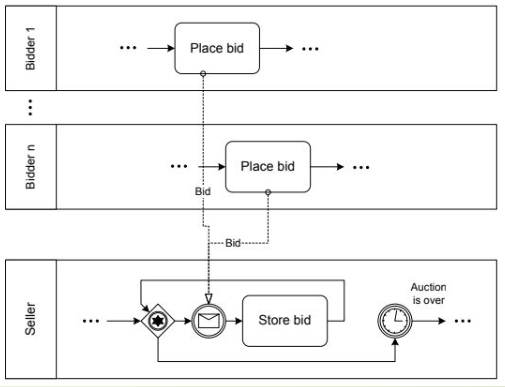 Bidder 1
... Place bid ...
...
Bidder n
... Place bid ...
Bid
Bid
Seller
Auction
is over
... Store bid ...